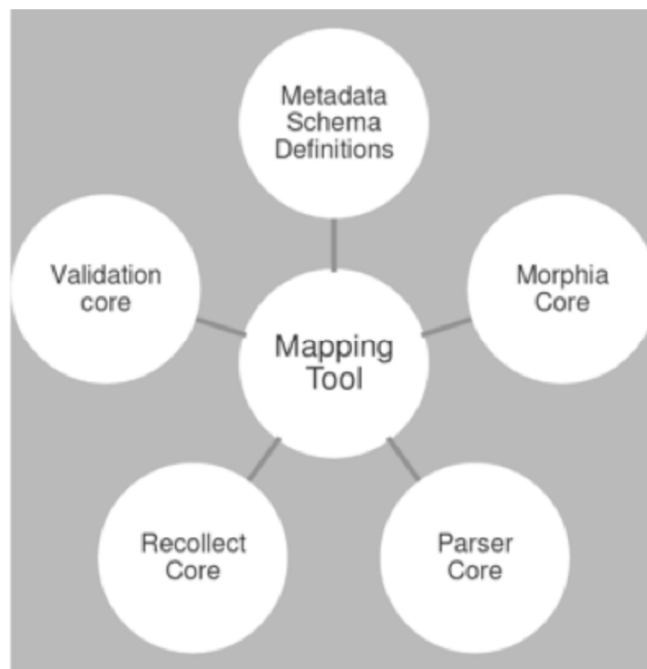 Metadata
Schema
Definitions
Validation
core
Morphia
Core
Mapping
Tool
Recollect
Core
Parser
Core